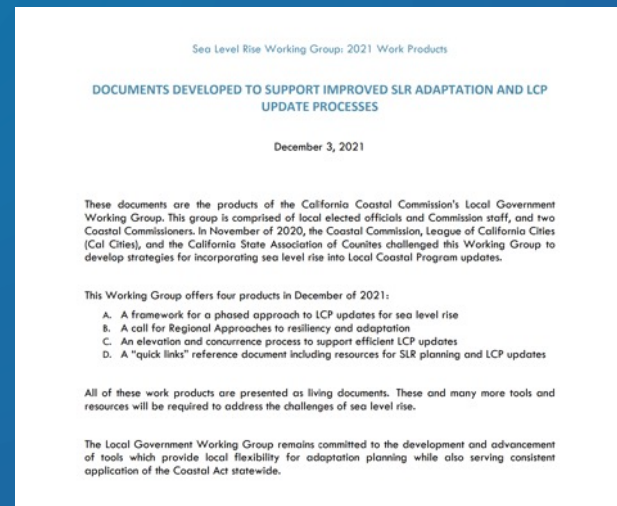 Sea Level Rise Working Group: 2021 Work Products
DOCUMENTS DEVELOPED TO SUPPORT IMPROVED SLR ADAPTATION AND LCP
UPDATE PROCESSES
December 3, 2021
These documents are the products of the California Coastal Commission's Local Government
Working Group. This group is comprised of local elected officials and Commission staff, and two
Coastal Commissioners. In November of 2020, the Coastal Commission, League of California Cities
(Cal Cities), and the California State Association of Counites challenged this Working Group to
develop strategies for incorporating sea level rise into Local Coastal Program updates.
This Working Group offers four products in December of 2021:
A. A framework for a phased approach to LCP updates for sea level rise
B. A call for Regional Approaches to resiliency and adaptation
C. An elevation and concurrence process to support efficient LCP updates
D. A "quick links" reference document including resources for SLR planning and LCP updates
All of these work products are presented as living documents. These and many more tools and
resources will be required to address the challenges of sea level rise.
The Local Government Working Group remains committed to the development and advancement
of tools which provide local flexibility for adaptation planning while also serving consistent
application of the Coastal Act statewide.